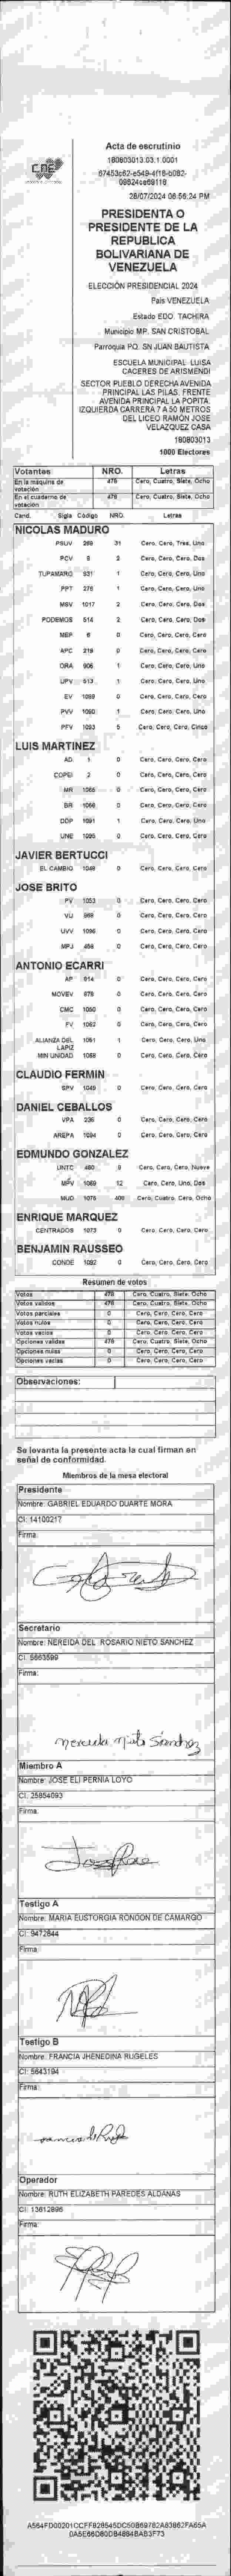 CNE
Acta de escrutinio
180803013.03.1.0001
28/07/2024 06:56:24 PM
PRESIDENTA O
PRESIDENTE DE LA
REPUBLICA
BOLIVARIANA DE
VENEZUELA
ELECCIÓN PRESIDENCIAL 2024
País VENEZUELA
Estado EDO. TACHIRA
Municipio MP. SAN CRISTOBAL
Parroquia PQ. SN JUAN BAUTISTA
ESCUELA MUNICIPAL LUISA
CACERES DE ARISMENDI
SECTOR PUEBLO DERECHA AVENIDA
PRINCIPAL LAS PILAS. FRENTE
AVENIDA PRINCIPAL LA POPITA.
IZQUIERDA CARRERA 7 A 50 METROS
DEL LICEO RAMÓN JOSE
VELAZQUEZ CASA
180803013
1000 Electores
Votantes NRO. Letras
En la máquina de votación 478 Cero, Cuatro, Siete, Ocho
En el cuaderno de votación 478 Cero, Cuatro, Siete, Ocho
Cand. Sigla Código NRO. Letras
NICOLAS MADURO
PSUV 269 31 Cero, Cero, Tres, Uno
PCV 5 2 Cero, Cero, Cero, Dos
TUPAMARO 531 1 Cero, Cero, Cero, Uno
PPT 275 1 Cero, Cero, Cero, Uno
MSV 1017 2 Cero, Cero, Cero, Dos
PODEMOS 514 2 Cero, Cero, Cero, Dos
MEP 6 0 Cero, Cero, Cero, Cero
APC 219 0 Cero, Cero, Cero, Cero
ORA 906 1 Cero, Cero, Cero, Uno
UPV 513 1 Cero, Cero, Cero, Uno
EV 1099 0 Cero, Cero, Cero, Cero
PVV 1090 1 Cero, Cero, Cero, Uno
PFV 1093 5 Cero, Cero, Cero, Cinco
LUIS MARTINEZ
AD 1 0 Cero, Cero, Cero, Cero
COPEI 2 0 Cero, Cero, Cero, Cero
MR 1065 0 Cero, Cero, Cero, Cero
BR 1066 0 Cero, Cero, Cero, Cero
DDP 1091 1 Cero, Cero, Cero, Uno
UNE 1095 0 Cero, Cero, Cero, Cero
JAVIER BERTUCCI
EL CAMBIO 1048 0 Cero, Cero, Cero, Cero
JOSE BRITO
PV 1053 0 Cero, Cero, Cero, Cero
VU 968 0 Cero, Cero, Cero, Cero
UVV 1096 0 Cero, Cero, Cero, Cero
MPJ 458 0 Cero, Cero, Cero, Cero
ANTONIO ECARRI
AP 914 0 Cero, Cero, Cero, Cero
MOVEV 878 0 Cero, Cero, Cero, Cero
CMC 1050 0 Cero, Cero, Cero, Cero
FV 1062 0 Cero, Cero, Cero, Cero
ALIANZA DEL LAPIZ 1061 1 Cero, Cero, Cero, Uno
MIN UNIDAD 1068 0 Cero, Cero, Cero, Cero
CLAUDIO FERMIN
SPV 1049 0 Cero, Cero, Cero, Cero
DANIEL CEBALLOS
VPA 235 0 Cero, Cero, Cero, Cero
AREPA 1094 0 Cero, Cero, Cero, Cero
EDMUNDO GONZALEZ
UNTC 480 9 Cero, Cero, Cero, Nueve
MPV 1069 12 Cero, Cero, Uno, Dos
MUD 1075 408 Cero, Cuatro, Cero, Ocho
ENRIQUE MARQUEZ
CENTRADOS 1073 0 Cero, Cero, Cero, Cero
BENJAMIN RAUSSEO
CONDE 1092 0 Cero, Cero, Cero, Cero
Resumen de votos
Votos 478 Cero, Cuatro, Siete, Ocho
Votos válidos 478 Cero, Cuatro, Siete, Ocho
Votos parciales 0 Cero, Cero, Cero, Cero
Votos nulos 0 Cero, Cero, Cero, Cero
Votos vacíos 0 Cero, Cero, Cero, Cero
Opciones válidas 478 Cero, Cuatro, Siete, Ocho
Opciones nulas 0 Cero, Cero, Cero, Cero
Opciones vacías 0 Cero, Cero, Cero, Cero
Observaciones:
Se levanta la presente acta la cual firman en
señal de conformidad.
Miembros de la mesa electoral
Presidente
Nombre: GABRIEL EDUARDO DUARTE MORA
CI: 14100217
Firma:
Secretario
Nombre: NEREIDA DEL ROSARIO NIETO SANCHEZ
CI: 5663599
Firma:
Nereida Nieto Sánchez
Miembro A
Nombre: JOSE ELI PERNIA LOYO
CI: 25854093
Firma:
Testigo A
Nombre: MARIA EUSTORGIA RONDON DE CAMARGO
CI: 9472844
Firma:
Testigo B
Nombre: FRANCIA JHENEDINA RUGELES
CI: 5643194
Firma:
Operador
Nombre: RUTH ELIZABETH PAREDES ALDANAS
CI: 13612896
Firma: